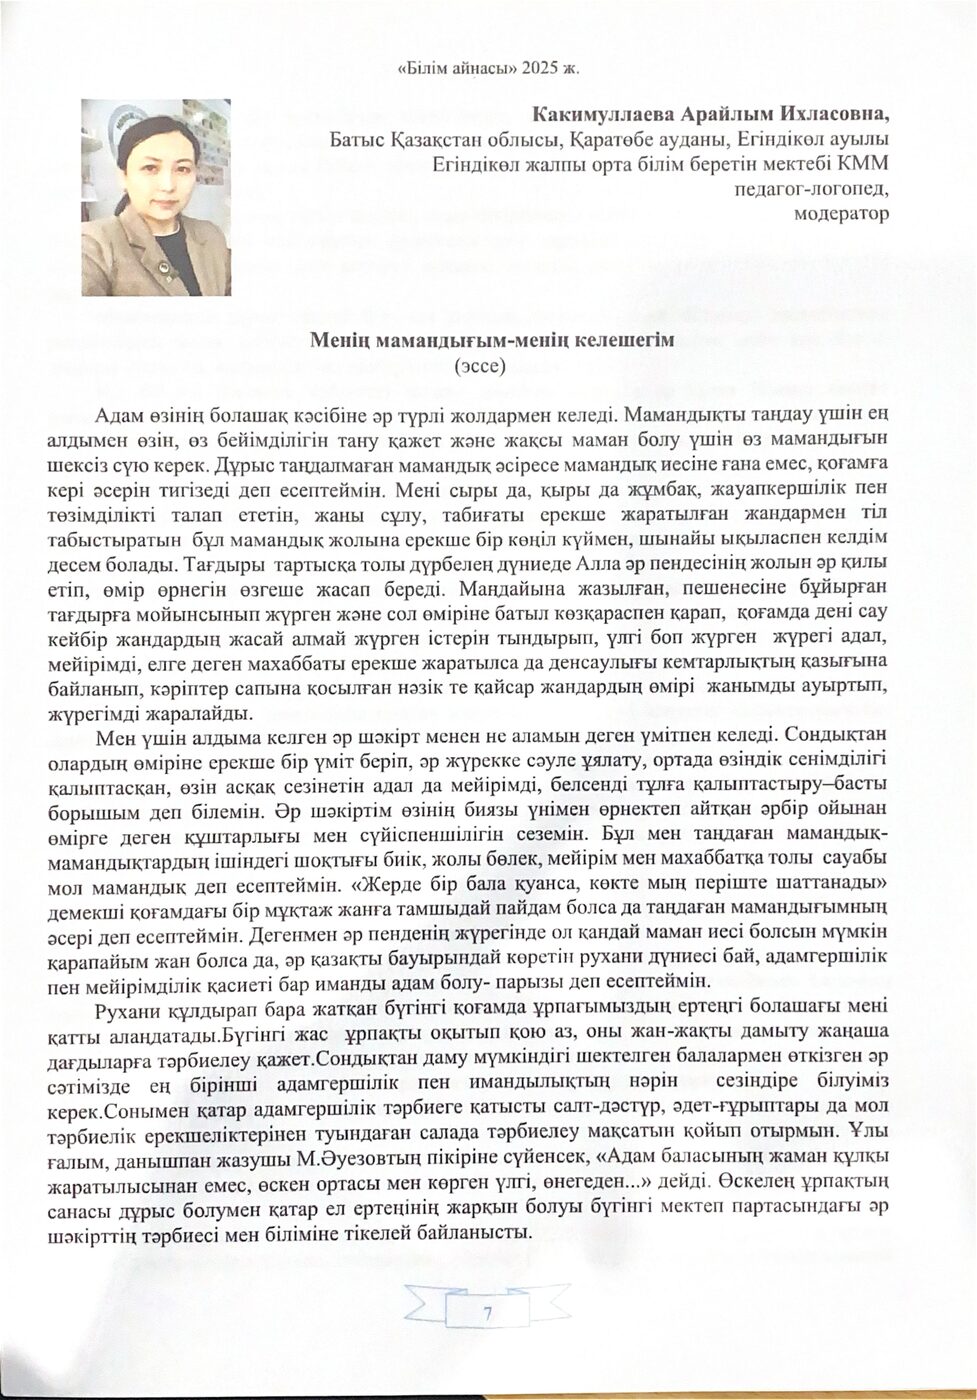 «Білім айнасы» 2025 ж.
Какимуллаева Арайлым Ихласовна,
Батыс Қазақстан облысы, Қаратөбе ауданы, Егіндікөл ауылы
Егіндікөл жалпы орта білім беретін мектебі КММ
педагог-логопед,
модератор
Менің мамандығым-менің келешегім
(эссе)
Адам өзінің болашақ кәсібіне әр түрлі жолдармен келеді. Мамандықты таңдау үшін ең
алдымен өзін, өз бейімділігін тану қажет және жақсы маман болу үшін өз мамандығын
шексіз сүю керек. Дұрыс таңдалмаған мамандық әсіресе мамандық иесіне ғана емес, қоғамға
кері әсерін тигізеді деп есептеймін. Мені сыры да, қыры да жұмбақ, жауапкершілік пен
төзімділікті талап ететін, жаны сұлу, табиғаты ерекше жаратылған жандармен тіл
табыстыратын бұл мамандық жолына ерекше бір көңіл күймен, шынайы ықыласпен келдім
десем болады. Тағдыры тартысқа толы дүрбелең дүниеде Алла әр пендесінің жолын әр қилы
етіп, өмір өрнегін өзгеше жасап береді. Маңдайына жазылған, пешенесіне бұйырған
тағдырға мойынсынып жүрген және сол өміріне батыл көзқараспен қарап, қоғамда дені сау
кейбір жандардың жасай алмай жүрген істерін тындырып, үлгі боп жүрген жүрегі адал,
мейірімді, елге деген махаббаты ерекше жаратылса да денсаулығы кемтарлықтың қазығына
байланып, кәріптер сапына қосылған нәзік те қайсар жандардың өмірі жанымды ауыртып,
жүрегімді жаралайды.
Мен үшін алдыма келген әр шәкірт менен не аламын деген үмітпен келеді. Сондықтан
олардың өміріне ерекше бір үміт беріп, әр жүрекке сәуле ұялату, ортада өзіндік сенімділігі
қалыптасқан, өзін асқақ сезінетін адал да мейірімді, белсенді тұлға қалыптастыру–басты
борышым деп білемін. Әр шәкіртім өзінің биязы үнімен өрнектеп айтқан әрбір ойынан
өмірге деген құштарлығы мен сүйіспеншілігін сеземін. Бұл мен таңдаған мамандық-
мамандықтардың ішіндегі шоқтығы биік, жолы бөлек, мейірім мен махаббатқа толы сауабы
мол мамандық деп есептеймін. «Жерде бір бала қуанса, көкте мың періште шаттанады»
демекші қоғамдағы бір мұқтаж жанға тамшыдай пайдам болса да таңдаған мамандығымның
әсері деп есептеймін. Дегенмен әр пенденің жүрегінде ол қандай маман иесі болсын мүмкін
қарапайым жан болса да, әр қазақты бауырындай көретін рухани дүниесі бай, адамгершілік
пен мейірімділік қасиеті бар иманды адам болу- парызы деп есептеймін.
Рухани құлдырап бара жатқан бүгінгі қоғамда ұрпағымыздың ертеңгі болашағы мені
қатты алаңдатады.Бүгінгі жас ұрпақты оқытып қою аз, оны жан-жақты дамыту жаңаша
дағдыларға тәрбиелеу қажет.Сондықтан даму мүмкіндігі шектелген балалармен өткізген әр
сәтімізде ең бірінші адамгершілік пен имандылықтың нәрін сезіндіре білуіміз
керек.Сонымен қатар адамгершілік тәрбиеге қатысты салт-дәстүр, әдет-ғұрыптары да мол
тәрбиелік ерекшеліктерінен туындаған салада тәрбиелеу мақсатын қойып отырмын. Ұлы
ғалым, данышпан жазушы М.Әуезовтың пікіріне сүйенсек, «Адам баласының жаман құлқы
жаратылысынан емес, өскен ортасы мен көрген үлгі, өнегеден...» дейді. Өскелең ұрпақтың
санасы дұрыс болумен қатар ел ертеңінің жарқын болуы бүгінгі мектеп партасындағы әр
шәкірттің тәрбиесі мен біліміне тікелей байланысты.
7